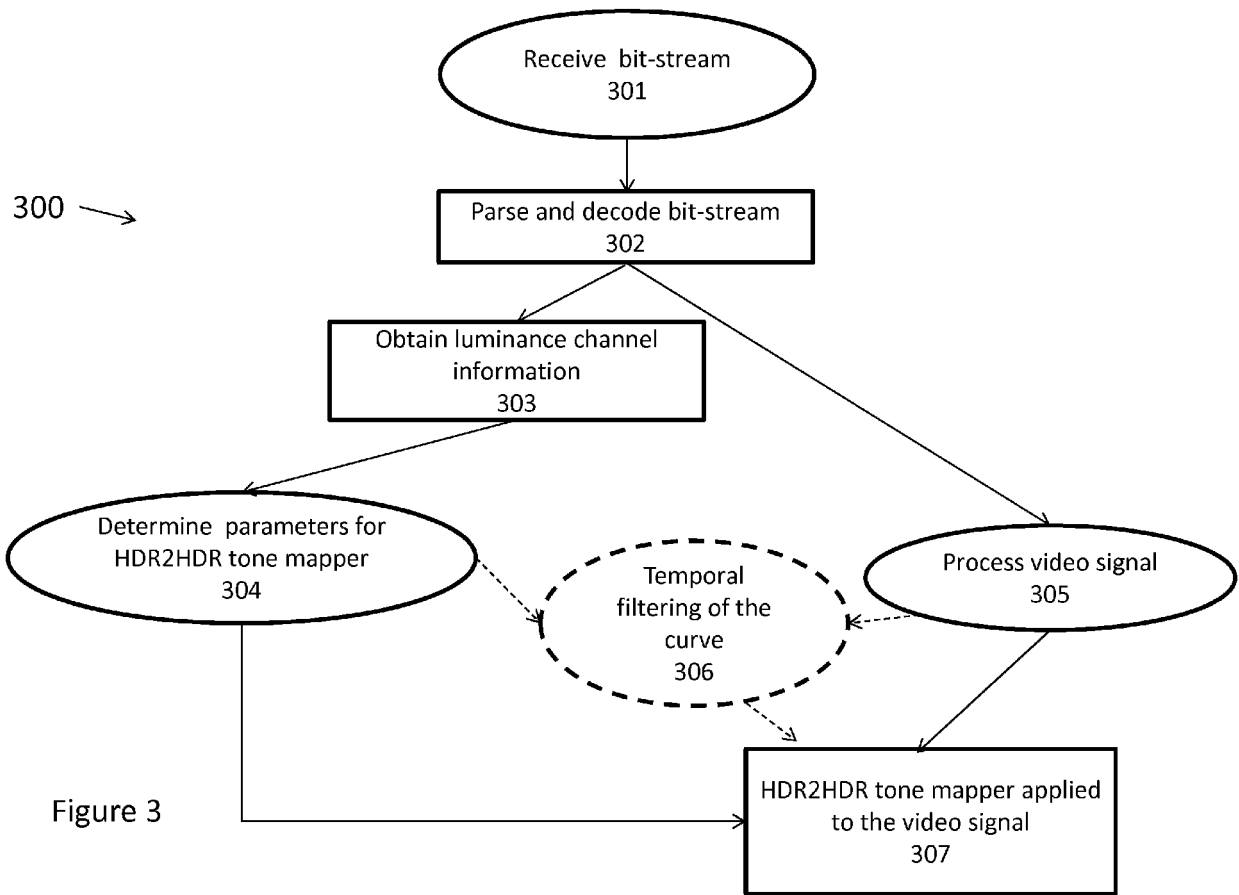 Receive bit-stream
301
300
Parse and decode bit-stream
302
Obtain luminance channel
information
303
Determine parameters for
HDR2HDR tone mapper
304
Temporal
filtering of the
curve
306
Process video signal
305
Figure 3
HDR2HDR tone mapper applied
to the video signal
307